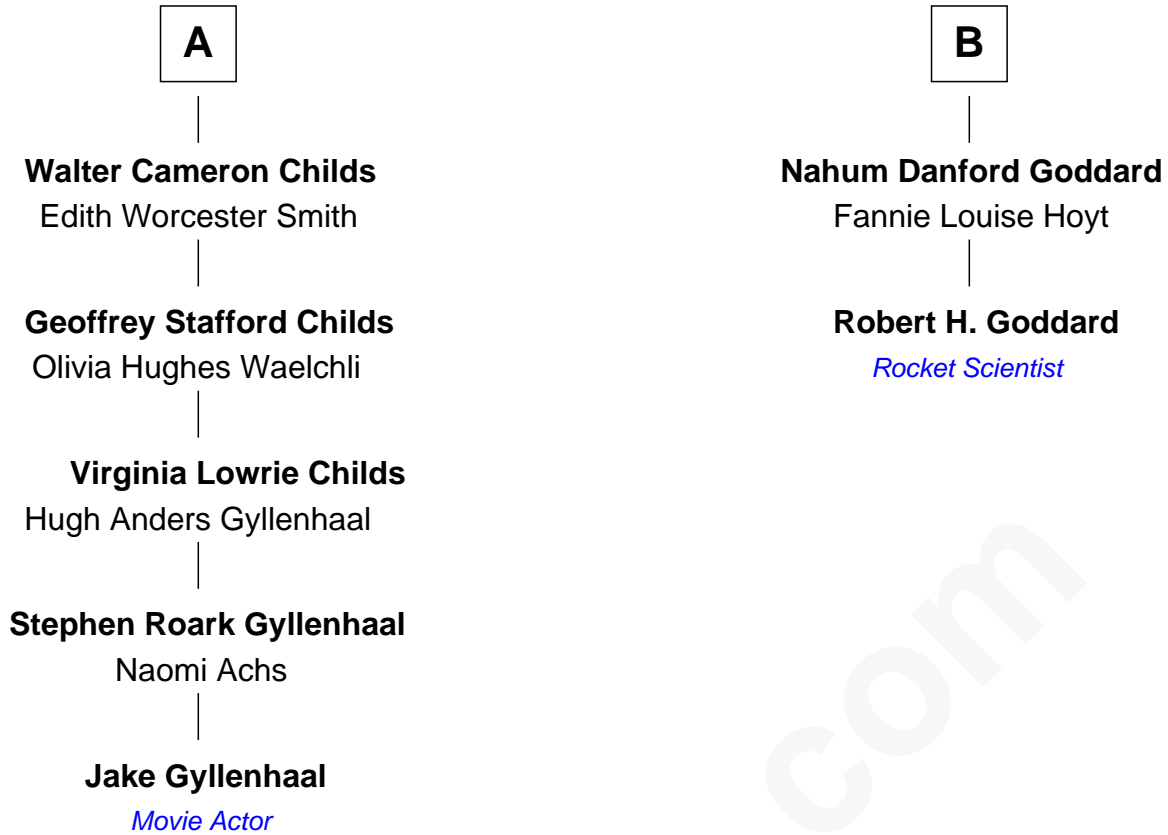 A
Walter Cameron Childs
Edith Worcester Smith
Geoffrey Stafford Childs
Olivia Hughes Waelchli
Virginia Lowrie Childs
Hugh Anders Gyllenhaal
Stephen Roark Gyllenhaal
Naomi Achs
Jake Gyllenhaal
Movie Actor
B
Nahum Danford Goddard
Fannie Louise Hoyt
Robert H. Goddard
Rocket Scientist
com